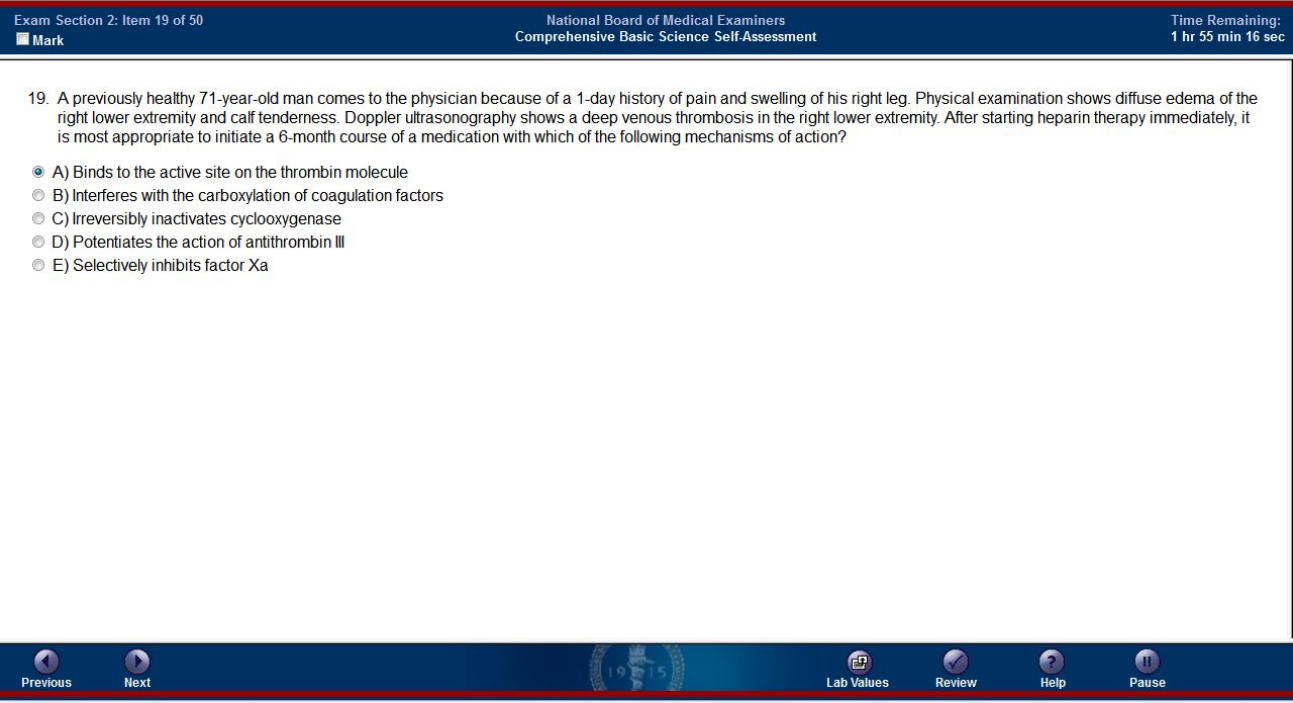 Exam Section 2: Item 19 of 50
National Board of Medical Examiners
Time Remaining:
Mark
Comprehensive Basic Science Self-Assessment
1 hr 55 min 16 sec
19. A previously healthy 71-year-old man comes to the physician because of a 1-day history of pain and swelling of his right leg. Physical examination shows diffuse edema of the
right lower extremity and calf tenderness. Doppler ultrasonography shows a deep venous thrombosis in the right lower extremity. After starting heparin therapy immediately, it
is most appropriate to initiate a 6-month course of a medication with which of the following mechanisms of action?
A) Binds to the active site on the thrombin molecule
B) Interferes with the carboxylation of coagulation factors
C) Irreversibly inactivates cyclooxygenase
D) Potentiates the action of antithrombin III
E) Selectively inhibits factor Xa
1915
Previous
Next
Lab Values
Review
Help
Pause